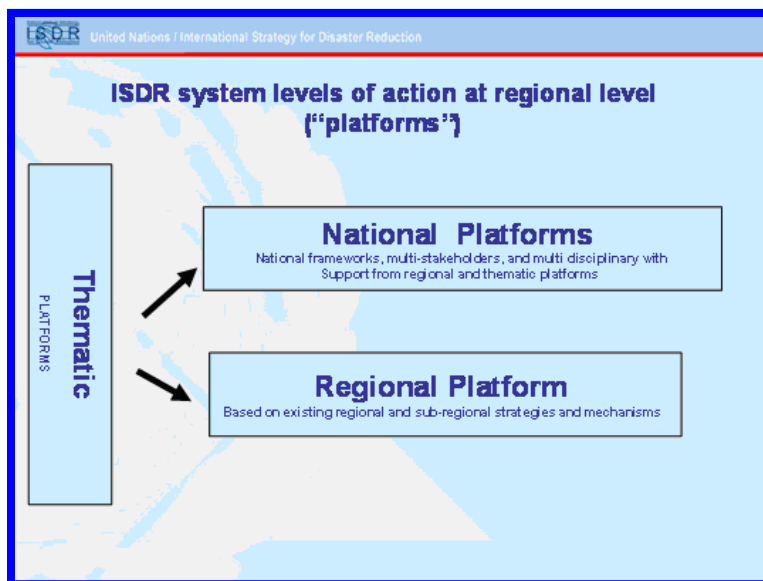 ISDR United Nations / International Strategy for Disaster Reduction
ISDR system levels of action at regional level
(“platforms”)
Thematic
PLATFORMS
National Platforms
National frameworks, multi-stakeholders, and multi disciplinary with
Support from regional and thematic platforms
Regional Platform
Based on existing regional and sub-regional strategies and mechanisms